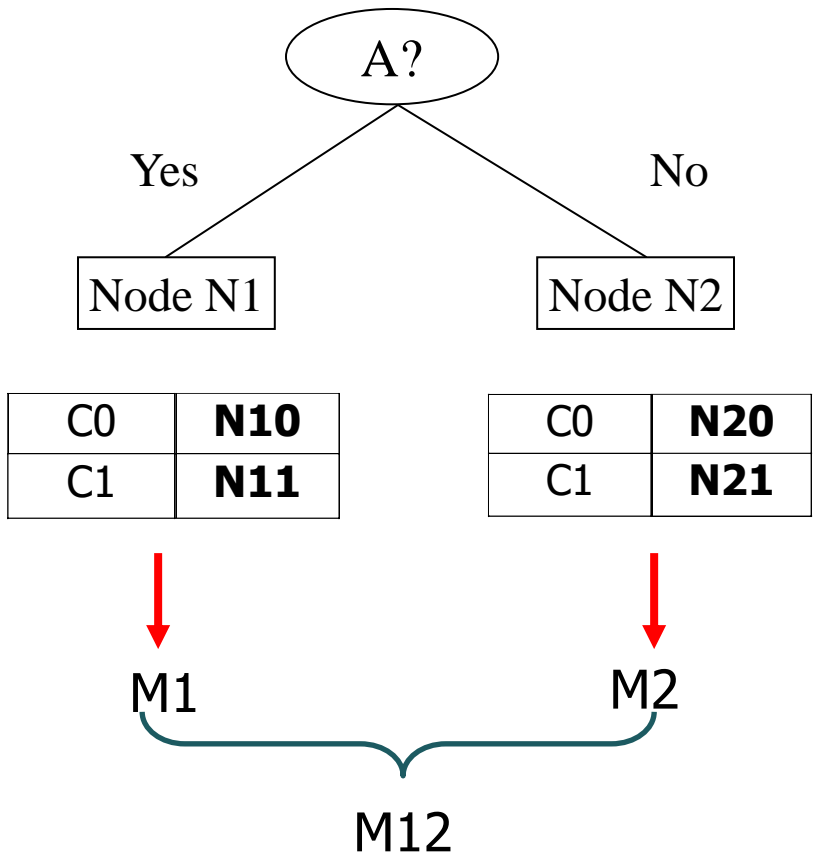 A?
Yes No
Node N1 Node N2
C0 N10 C0 N20
C1 N11 C1 N21
M1 M2
M12